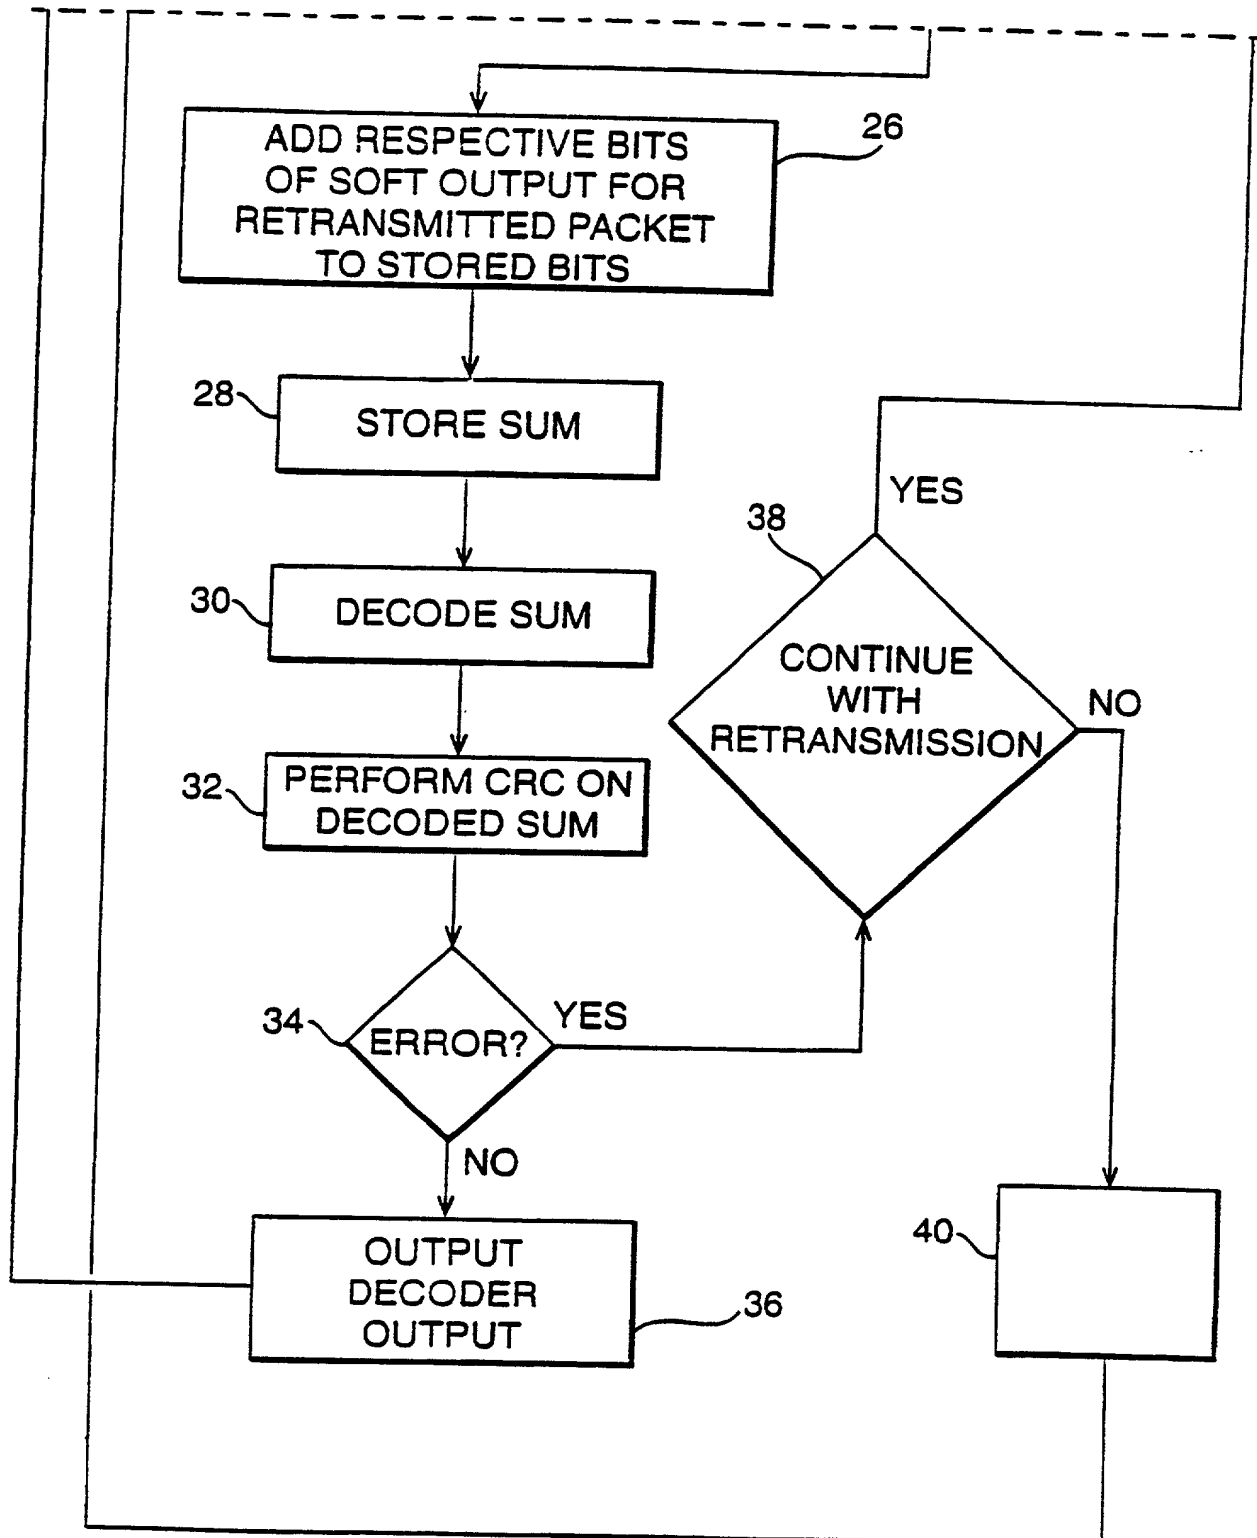 ADD RESPECTIVE BITS
OF SOFT OUTPUT FOR
RETRANSMITTED PACKET
TO STORED BITS
26
28
STORE SUM
YES
38
30
DECODE SUM
CONTINUE
WITH
RETRANSMISSION
NO
32
PERFORM CRC ON
DECODED SUM
34
ERROR?
YES
NO
40
OUTPUT
DECODER
OUTPUT
36